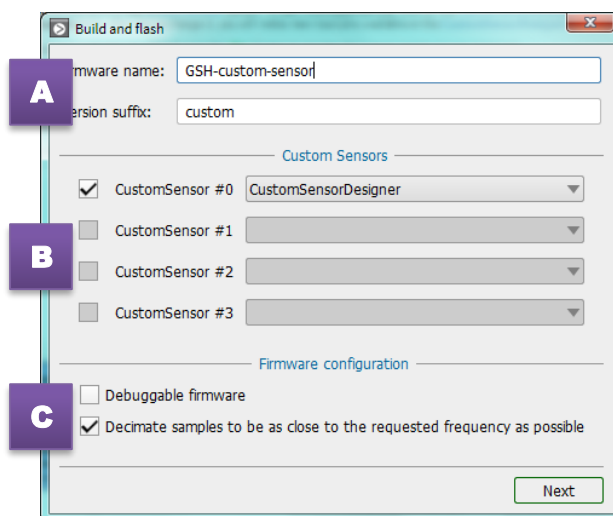 Build and flash
A
rmware name: GSH-custom-sensor
ersion suffix: custom
Custom Sensors
CustomSensor #0 CustomSensorDesigner
CustomSensor #1
B
CustomSensor #2
CustomSensor #3
Firmware configuration
Debuggable firmware
C
Decimate samples to be as close to the requested frequency as possible
Next